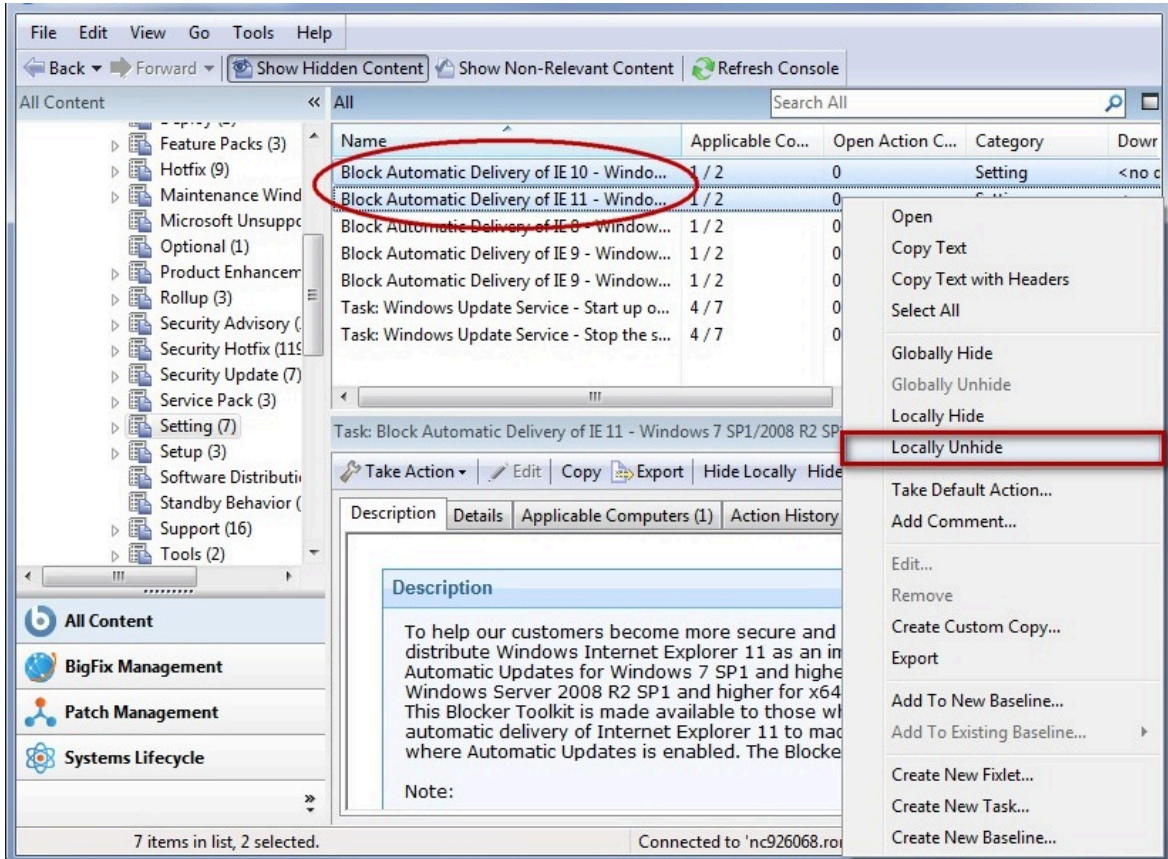 File Edit View Go Tools Help
Back Forward Show Hidden Content Show Non-Relevant Content Refresh Console
All Content « All Search All
Name Applicable Co... Open Action C... Category Dowr
Feature Packs (3)
Hotfix (9)
Maintenance Wind
Microsoft Unsuppc
Optional (1)
Product Enhancem
Rollup (3)
Security Advisory (
Security Hotfix (119
Security Update (7)
Service Pack (3)
Setting (7)
Setup (3)
Software Distributi
Standby Behavior (
Support (16)
Tools (2)
Block Automatic Delivery of IE 10 - Windo... 1 / 2 0 Setting <no d
Block Automatic Delivery of IE 11 - Windo... 1 / 2 0
Block Automatic Delivery of IE 8 - Window... 1 / 2 0
Block Automatic Delivery of IE 9 - Window... 1 / 2 0
Block Automatic Delivery of IE 9 - Window... 1 / 2 0
Task: Windows Update Service - Start up o... 4 / 7 0
Task: Windows Update Service - Stop the s... 4 / 7 0
Open
Copy Text
Copy Text with Headers
Select All
Globally Hide
Globally Unhide
Locally Hide
Locally Unhide
Take Default Action...
Add Comment...
Edit...
Remove
Create Custom Copy...
Export
Add To New Baseline...
Add To Existing Baseline...
Create New Fixlet...
Create New Task...
Create New Baseline...
Task: Block Automatic Delivery of IE 11 - Windows 7 SP1/2008 R2 SP
Take Action Edit Copy Export Hide Locally Hide
Description Details Applicable Computers (1) Action History
Description
To help our customers become more secure and
distribute Windows Internet Explorer 11 as an im
Automatic Updates for Windows 7 SP1 and highe
Windows Server 2008 R2 SP1 and higher for x64
This Blocker Toolkit is made available to those wh
automatic delivery of Internet Explorer 11 to mac
where Automatic Updates is enabled. The Blocke
Note:
All Content
BigFix Management
Patch Management
Systems Lifecycle
»
7 items in list, 2 selected. Connected to 'nc926068.ror